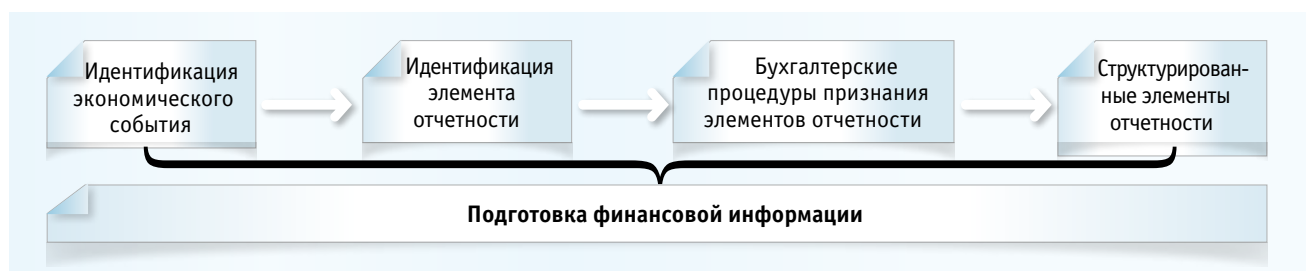 Идентификация
экономического
события
Идентификация
элемента
отчетности
Бухгалтерские
процедуры признания
элементов отчетности
Структурирован-
ные элементы
отчетности
Подготовка финансовой информации